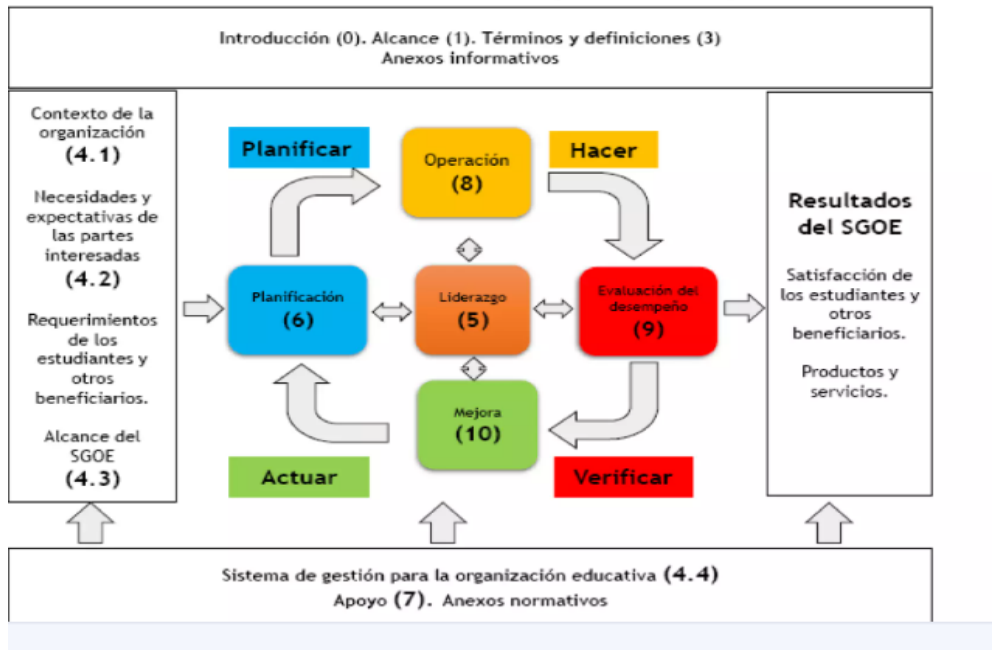 Introducción (0). Alcance (1). Términos y definiciones (3)
Anexos informativos
Contexto de la
organización
(4.1)
Necesidades y
expectativas de
las partes
interesadas
(4.2)
Requerimientos
de los
estudiantes y
otros
beneficiarios.
Alcance del
SGOE
(4.3)
Planificar
Operación
(8)
Hacer
Planificación
(6)
Liderazgo
(5)
Evaluación del
desempeño
(9)
Mejora
(10)
Actuar
Verificar
Resultados
del SGOE
Satisfacción de
los estudiantes y
otros
beneficiarios.
Productos y
servicios.
Sistema de gestión para la organización educativa (4.4)
Apoyo (7). Anexos normativos